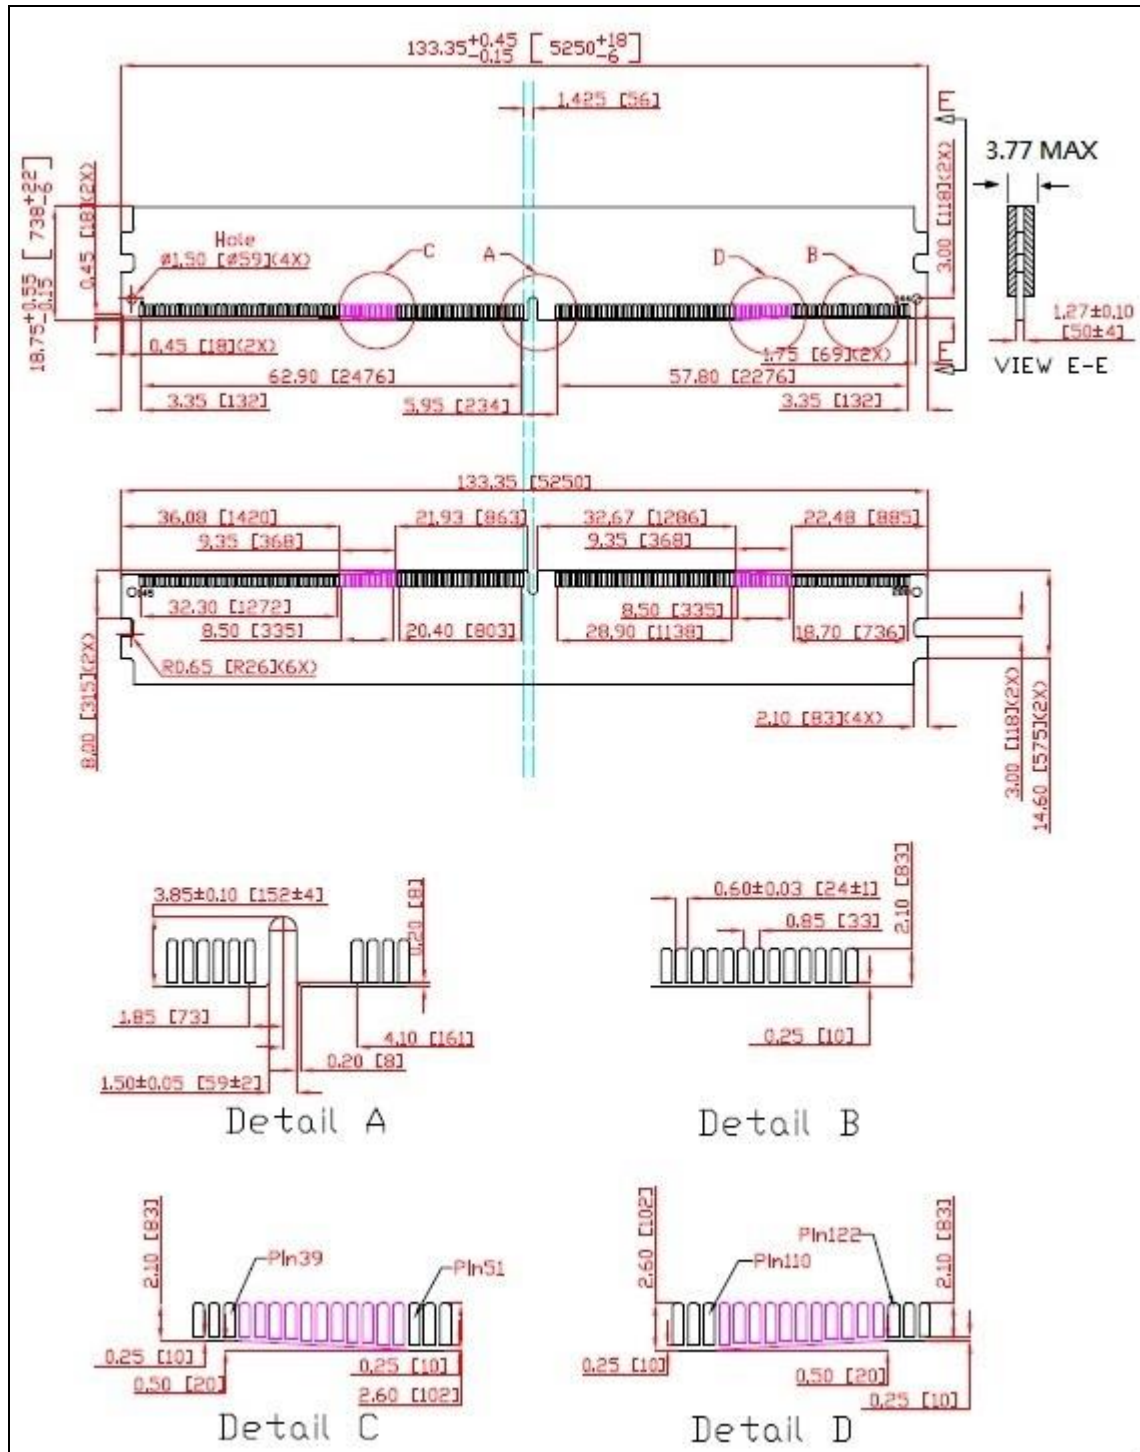 133.35+0.45-0.15 [ 5250+18-6 ]
1.425 [56]
E
3.77 MAX
18.75+0.55-0.15 [ 738+22-6 ]
0.45 [18](2X)
3.00 [118](2X)
Hole
Ø1.50 [Ø59](4X)
C
A
D
B
1.27±0.10
[50±4]
0.45 [18](2X)
1.75 [69](2X)
E
VIEW E-E
62.90 [2476]
57.80 [2276]
3.35 [132]
5.95 [234]
3.35 [132]
133.35 [5250]
36.08 [1420]
21.93 [863]
32.67 [1286]
22.48 [885]
9.35 [368]
9.35 [368]
32.30 [1272]
8.50 [335]
8.50 [335]
20.40 [803]
28.90 [1138]
18.70 [736]
R0.65 [R26](6X)
8.00 [315](2X)
2.10 [83](4X)
3.00 [118](2X)
14.60 [575](2X)
3.85±0.10 [152±4]
0.20 [8]
1.85 [73]
4.10 [161]
0.20 [8]
1.50±0.05 [59±2]
Detail A
0.60±0.03 [24±1]
2.10 [83]
0.85 [33]
0.25 [10]
Detail B
2.10 [83]
Pin39
Pin51
0.25 [10]
0.50 [20]
0.25 [10]
2.60 [102]
Detail C
2.60 [102]
Pin122
Pin110
2.10 [83]
0.25 [10]
0.50 [20]
0.25 [10]
Detail D